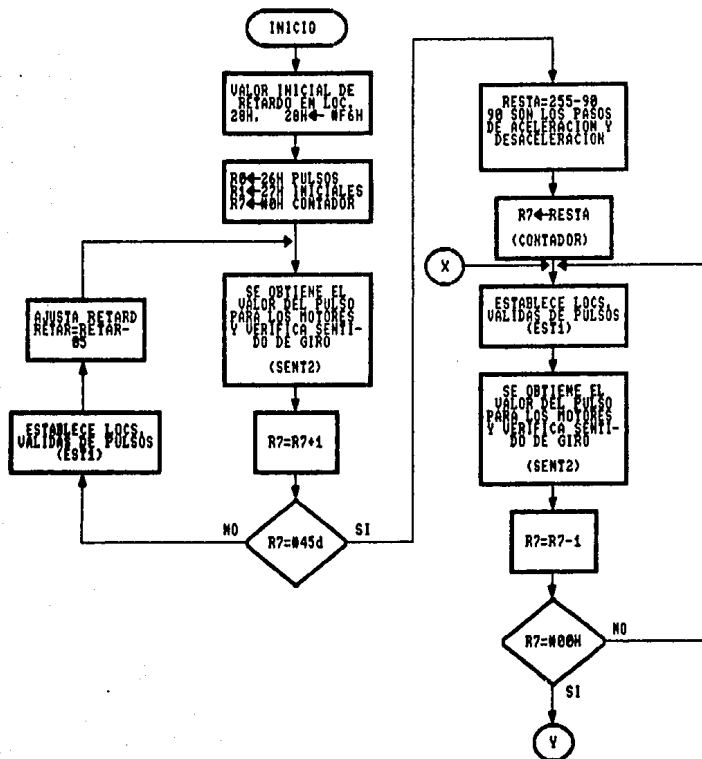 INICIO
VALOR INICIAL DE
RETARDO EN LOC.
28H. 28H← #F6H
R0←26H PULSOS
R1←27H INICIALES
R7←#0H CONTADOR
SE OBTIENE EL
VALOR DEL PULSO
PARA LOS MOTORES
Y VERIFICA SENTI-
DO DE GIRO
(SENT2)
R7=R7+1
R7=#45d
NO
SI
ESTABLECE LOCS.
VALIDAS DE PULSOS
(EST1)
AJUSTA RETARD
RETAR=RETAR-
05
RESTA=255-90
90 SON LOS PASOS
DE ACELERACION Y
DESACELERACION
R7←RESTA
(CONTADOR)
X
ESTABLECE LOCS.
VALIDAS DE PULSOS
(EST1)
SE OBTIENE EL
VALOR DEL PULSO
PARA LOS MOTORES
Y VERIFICA SENTI-
DO DE GIRO
(SENT2)
R7=R7-1
R7=#00H
NO
SI
Y